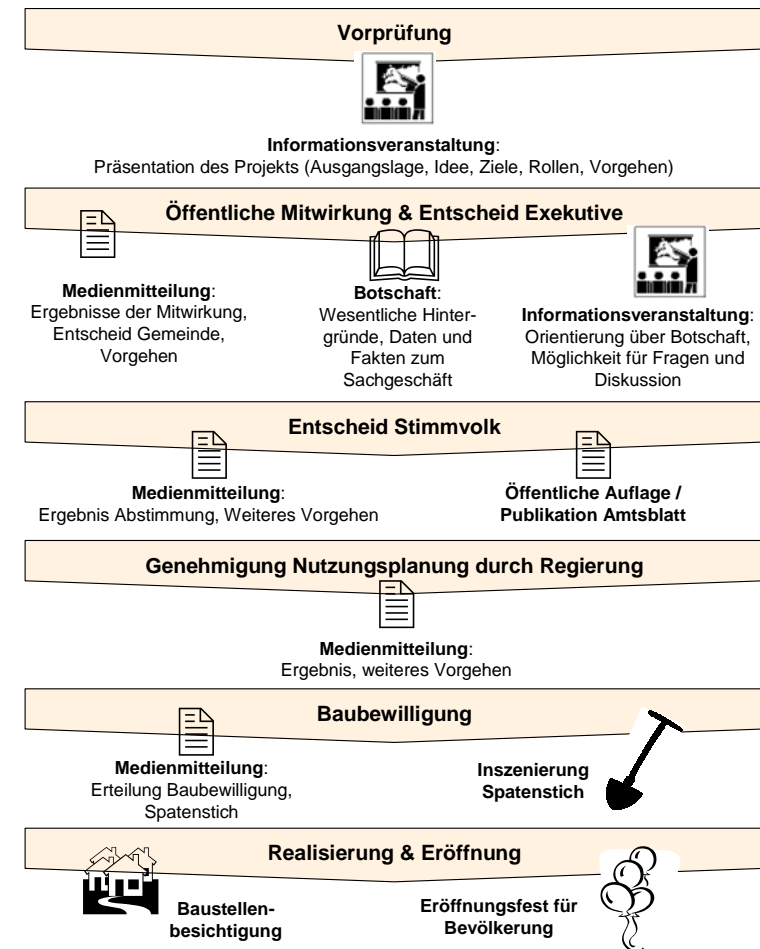 Vorprüfung
Informationsveranstaltung:
Präsentation des Projekts (Ausgangslage, Idee, Ziele, Rollen, Vorgehen)
Öffentliche Mitwirkung & Entscheid Exekutive
Medienmitteilung:
Ergebnisse der Mitwirkung,
Entscheid Gemeinde,
Vorgehen
Botschaft:
Wesentliche Hinter-
gründe, Daten und
Fakten zum
Sachgeschäft
Informationsveranstaltung:
Orientierung über Botschaft,
Möglichkeit für Fragen und
Diskussion
Entscheid Stimmvolk
Medienmitteilung:
Ergebnis Abstimmung, Weiteres Vorgehen
Öffentliche Auflage /
Publikation Amtsblatt
Genehmigung Nutzungsplanung durch Regierung
Medienmitteilung:
Ergebnis, weiteres Vorgehen
Baubewilligung
Medienmitteilung:
Erteilung Baubewilligung,
Spatenstich
Inszenierung
Spatenstich
Realisierung & Eröffnung
Baustellen-
besichtigung
Eröffnungsfest für
Bevölkerung